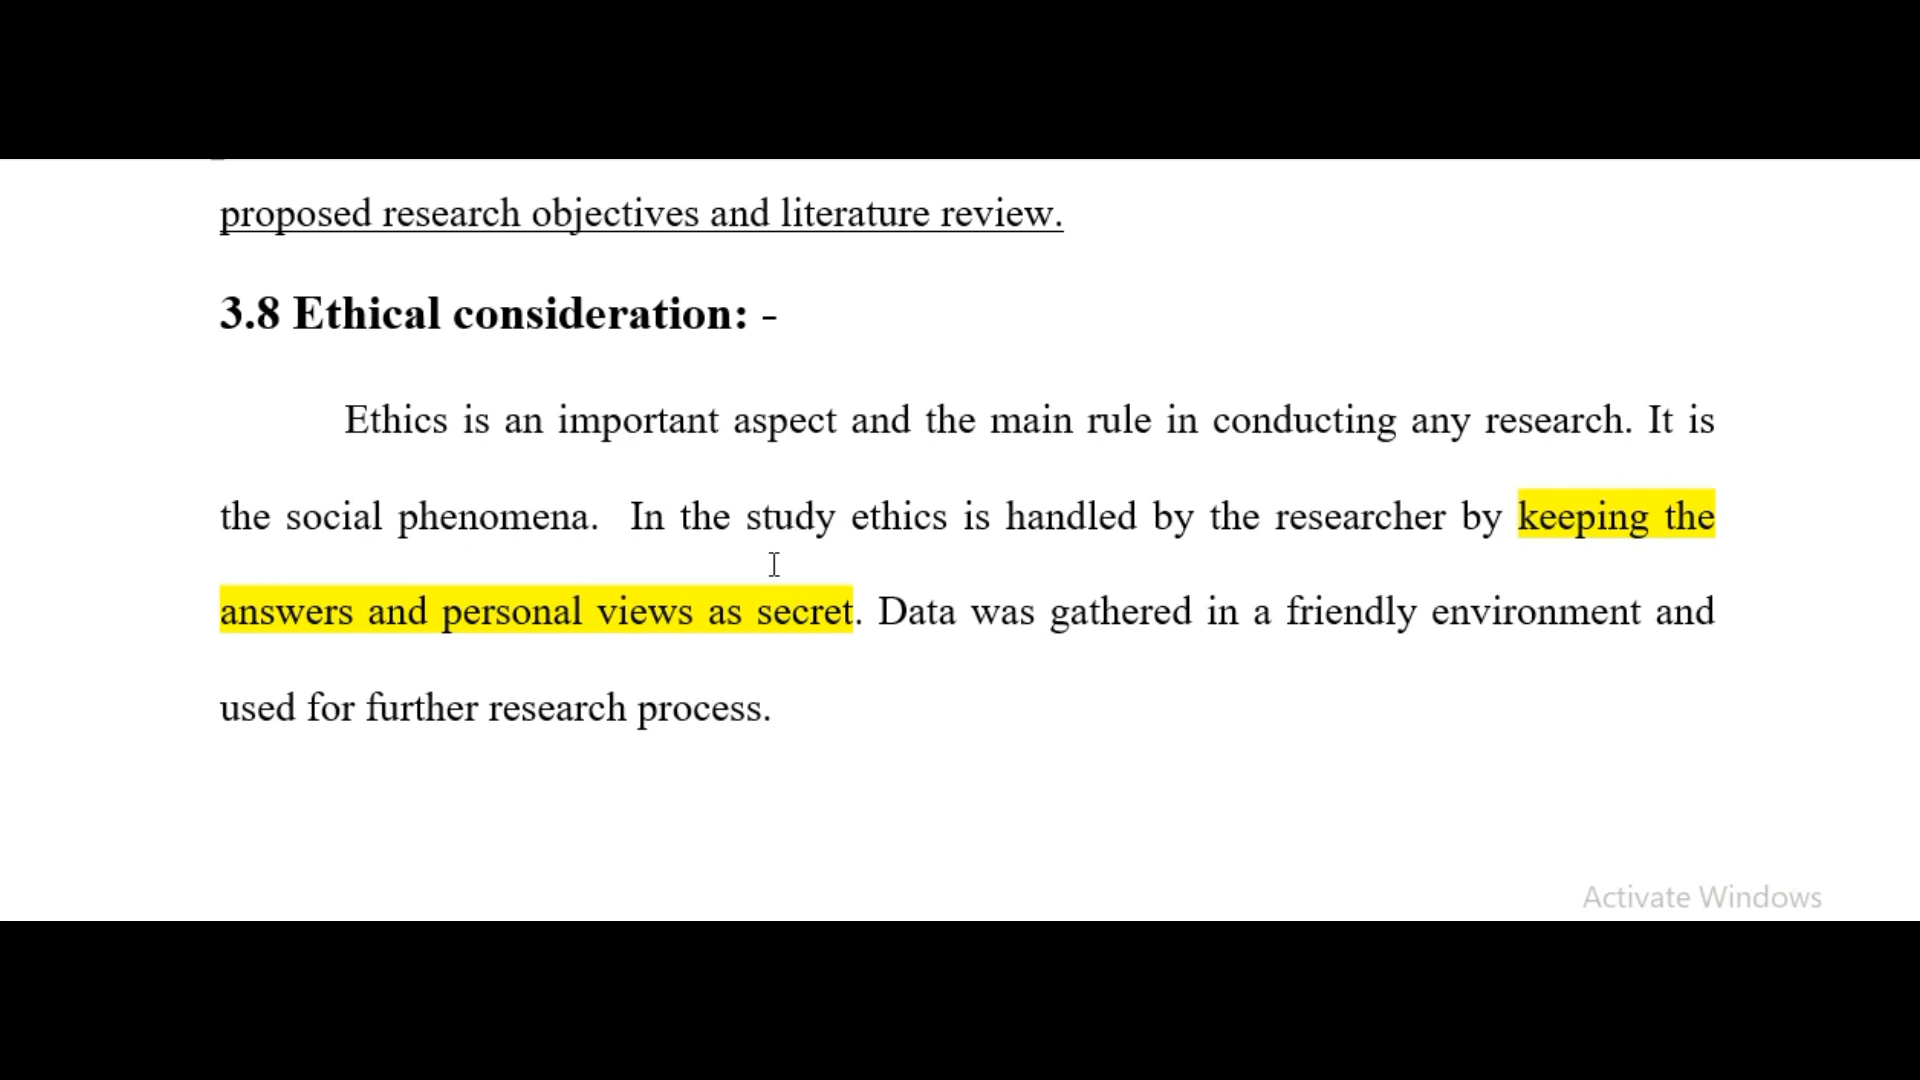 proposed research objectives and literature review.
3.8 Ethical consideration: -
Ethics is an important aspect and the main rule in conducting any research. It is
the social phenomena. In the study ethics is handled by the researcher by keeping the
answers and personal views as secret. Data was gathered in a friendly environment and
used for further research process.
Activate Windows